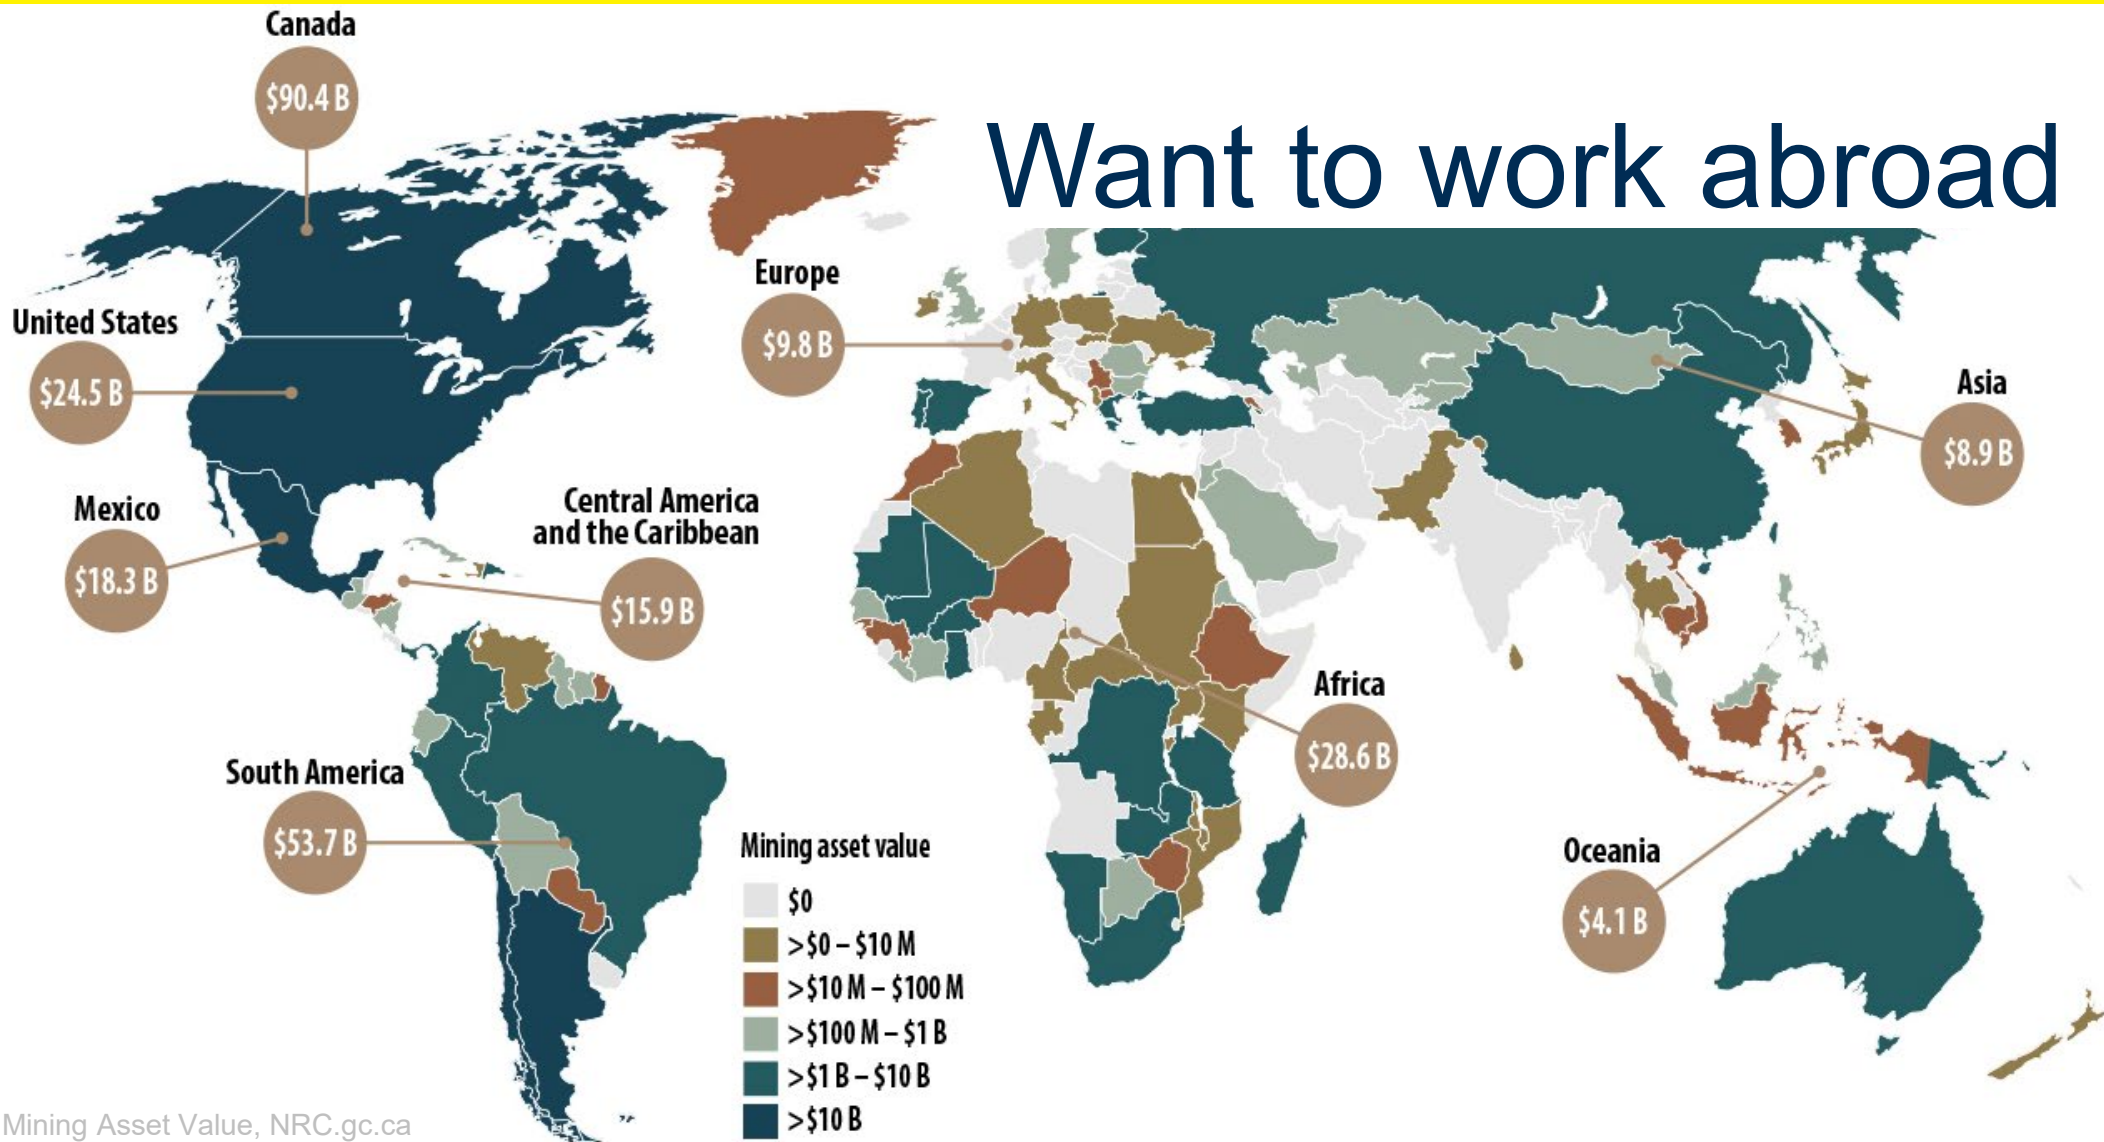 Canada
$90.4 B
Want to work abroad
Europe
$9.8 B
United States
$24.5 B
Asia
$8.9 B
Mexico
$18.3 B
Central America
and the Caribbean
$15.9 B
Africa
$28.6 B
South America
$53.7 B
Oceania
$4.1 B
Mining asset value
$0
>$0 – $10 M
>$10 M – $100 M
>$100 M – $1 B
>$1 B – $10 B
>$10 B
Mining Asset Value, NRC.gc.ca